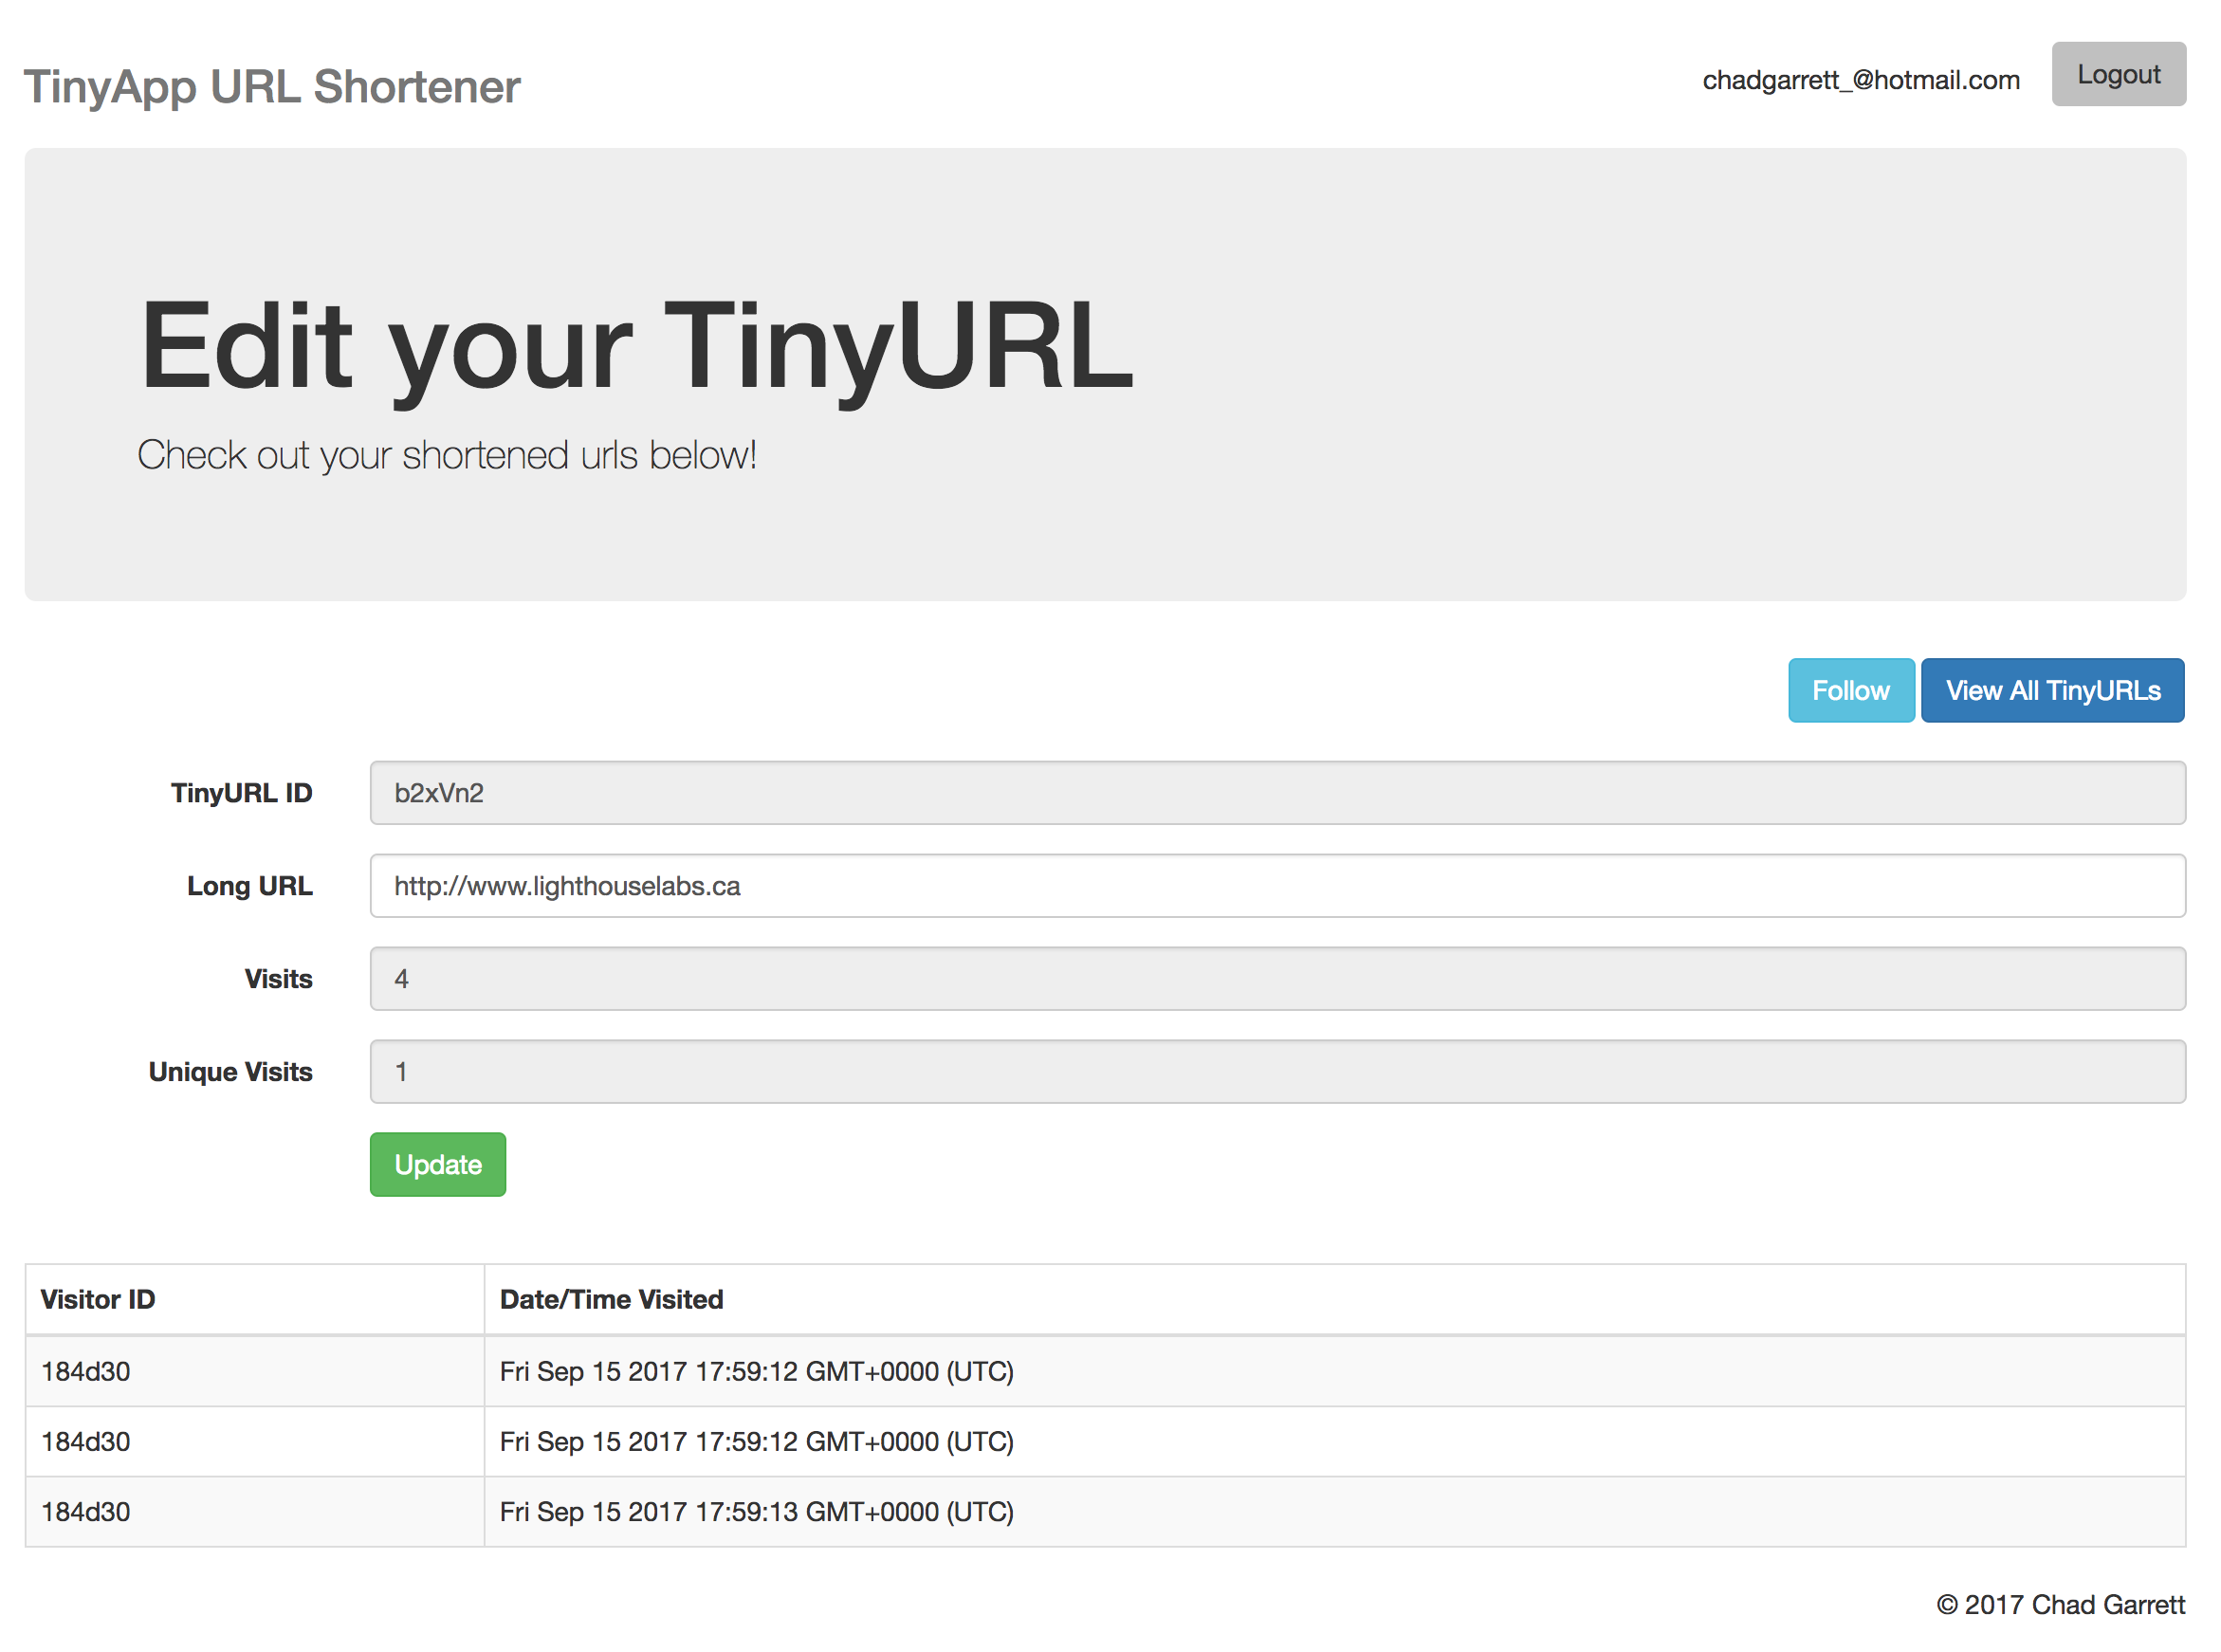 TinyApp URL Shortener
chadgarrett_@hotmail.com Logout
Edit your TinyURL
Check out your shortened urls below!
Follow View All TinyURLs
TinyURL ID b2xVn2
Long URL http://www.lighthouselabs.ca
Visits 4
Unique Visits 1
Update
Visitor ID Date/Time Visited
184d30 Fri Sep 15 2017 17:59:12 GMT+0000 (UTC)
184d30 Fri Sep 15 2017 17:59:12 GMT+0000 (UTC)
184d30 Fri Sep 15 2017 17:59:13 GMT+0000 (UTC)
© 2017 Chad Garrett